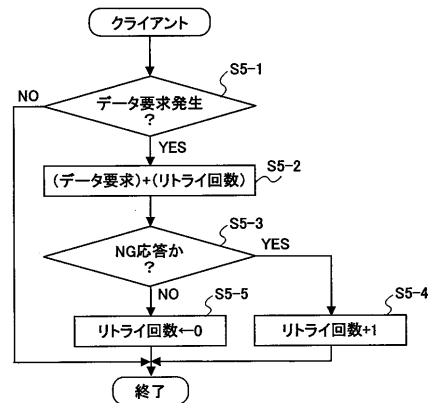 クライアント
S5-1
NO
データ要求発生
?
YES
S5-2
(データ要求)+(リトライ回数)
S5-3
NG応答か
?
YES
NO
S5-5
S5-4
リトライ回数←0
リトライ回数+1
終了